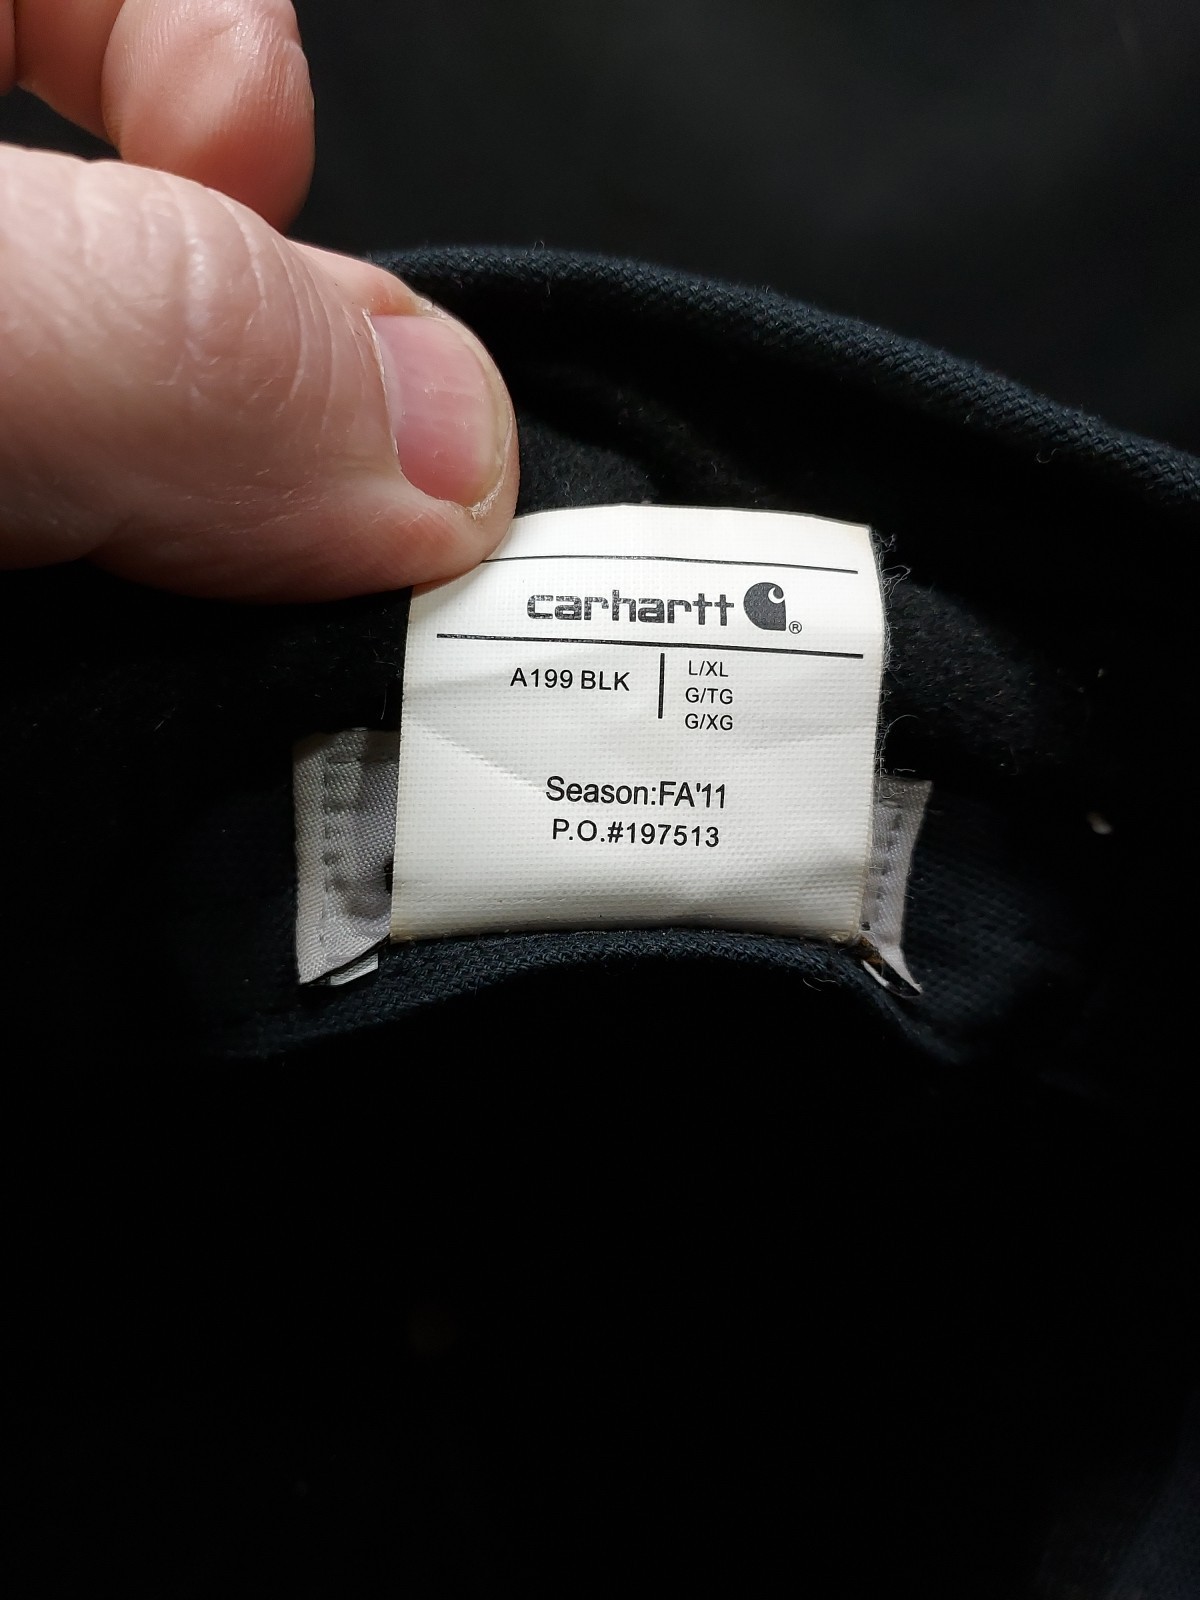 carhartt ®
A199 BLK
L/XL
G/TG
G/XG
Season:FA'11
P.O.#197513